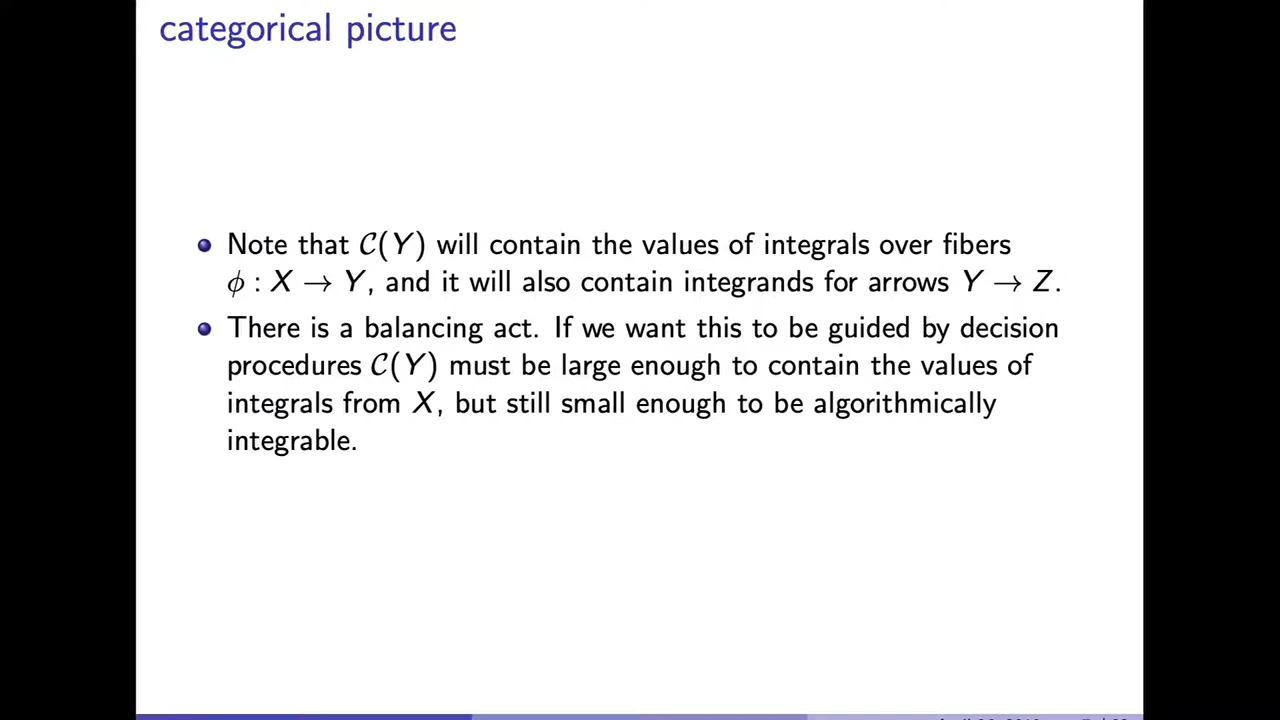 categorical picture
Note that 𝒞(Y) will contain the values of integrals over fibers
ϕ : X → Y, and it will also contain integrands for arrows Y → Z.
There is a balancing act. If we want this to be guided by decision
procedures 𝒞(Y) must be large enough to contain the values of
integrals from X, but still small enough to be algorithmically
integrable.